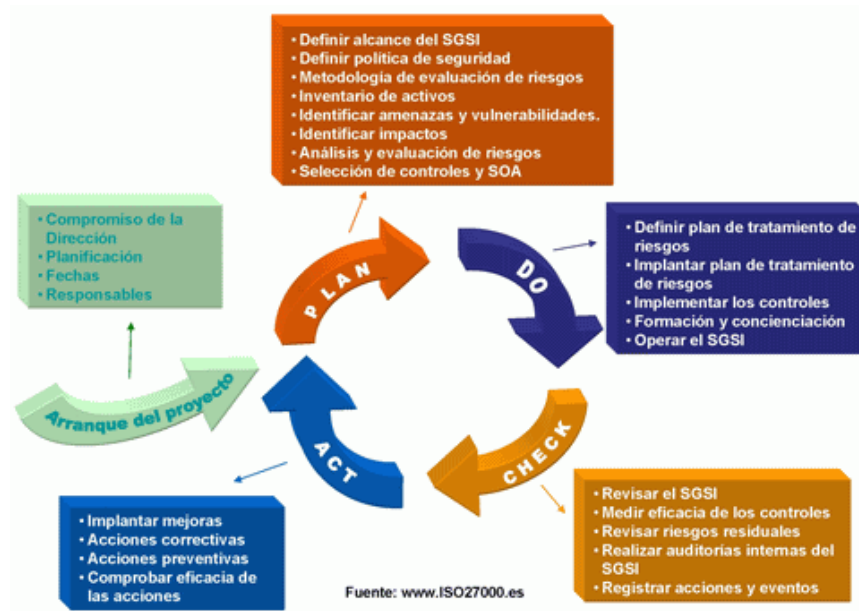 • Definir alcance del SGSI
• Definir política de seguridad
• Metodología de evaluación de riesgos
• Inventario de activos
• Identificar amenazas y vulnerabilidades.
• Identificar impactos
• Análisis y evaluación de riesgos
• Selección de controles y SOA
• Compromiso de la
Dirección
• Planificación
• Fechas
• Responsables
Arranque del proyecto
PLAN
DO
• Definir plan de tratamiento de
riesgos
• Implantar plan de tratamiento
de riesgos
• Implementar los controles
• Formación y concienciación
• Operar el SGSI
CHECK
• Revisar el SGSI
• Medir eficacia de los controles
• Revisar riesgos residuales
• Realizar auditorías internas del
SGSI
• Registrar acciones y eventos
ACT
• Implantar mejoras
• Acciones correctivas
• Acciones preventivas
• Comprobar eficacia de
las acciones
Fuente: www.ISO27000.es